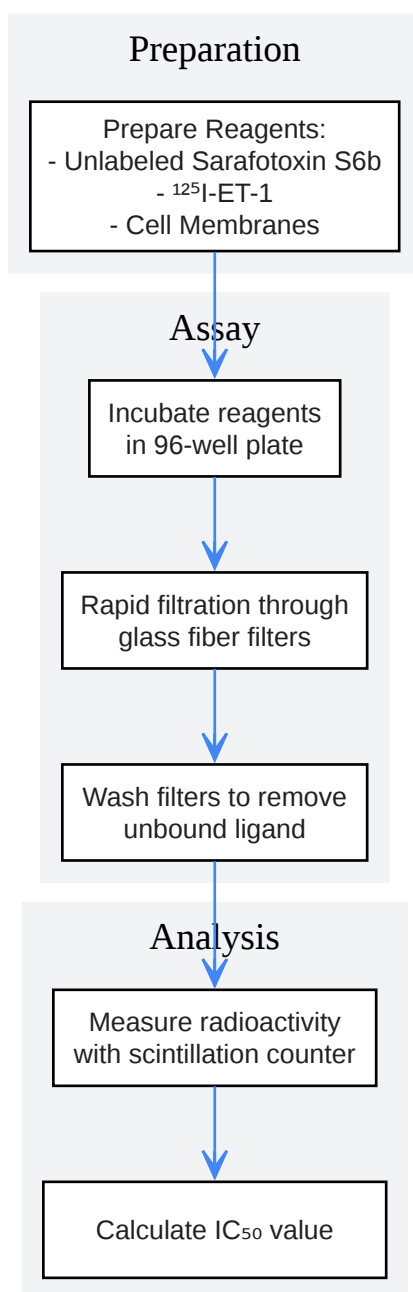 Preparation
Prepare Reagents:
- Unlabeled Sarafotoxin S6b
- ¹²⁵I-ET-1
- Cell Membranes
Assay
Incubate reagents
in 96-well plate
Rapid filtration through
glass fiber filters
Wash filters to remove
unbound ligand
Analysis
Measure radioactivity
with scintillation counter
Calculate IC₅₀ value